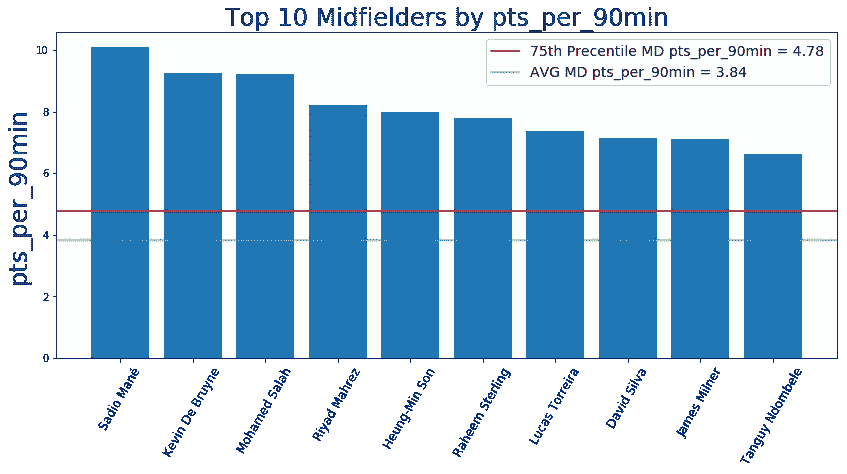 Top 10 Midfielders by pts_per_90min
75th Precentile MD pts_per_90min = 4.78
AVG MD pts_per_90min = 3.84
pts_per_90min
10
8
6
4
2
0
Sadio Mané
Kevin De Bruyne
Mohamed Salah
Riyad Mahrez
Heung-Min Son
Raheem Sterling
Lucas Torreira
David Silva
James Milner
Tanguy Ndombele